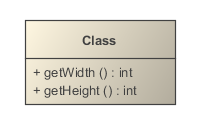 Class
+ getWidth () : int
+ getHeight () : int